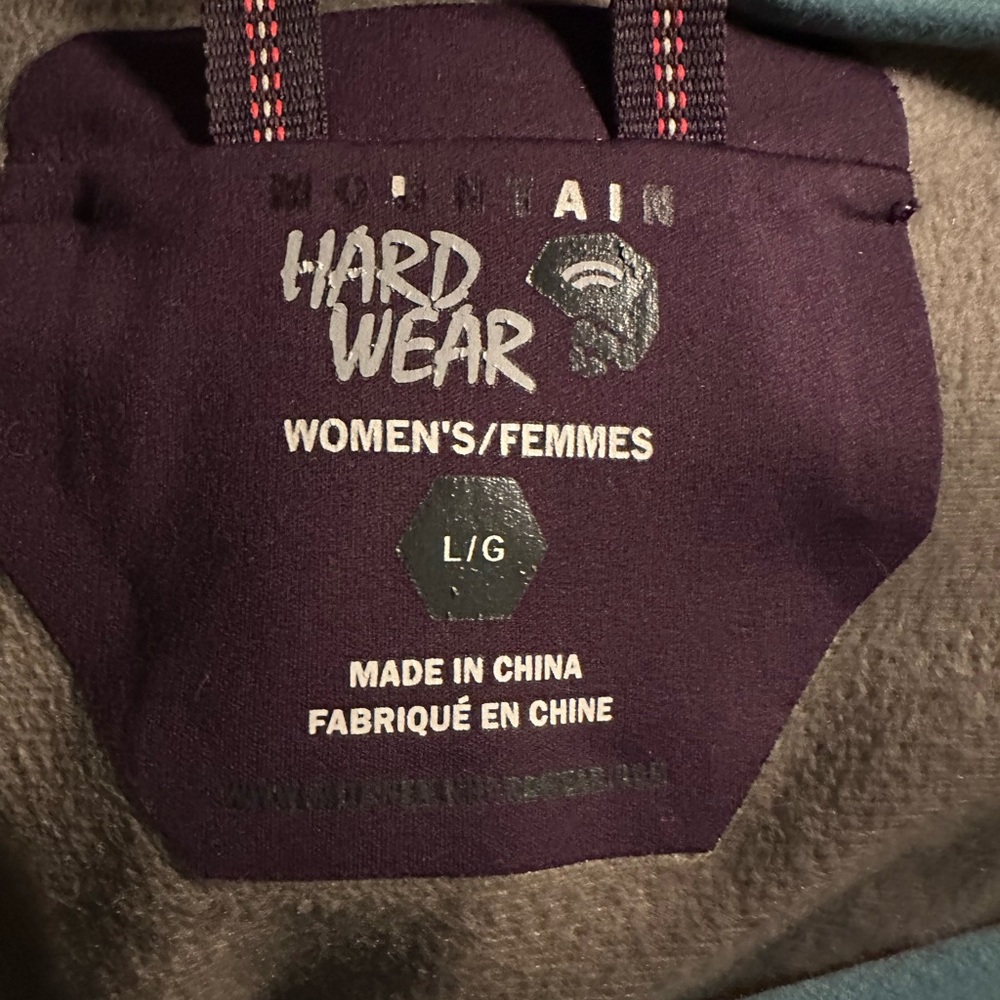 MOUNTAIN
HARD
WEAR
WOMEN'S/FEMMES
L/G
MADE IN CHINA
FABRIQUÉ EN CHINE